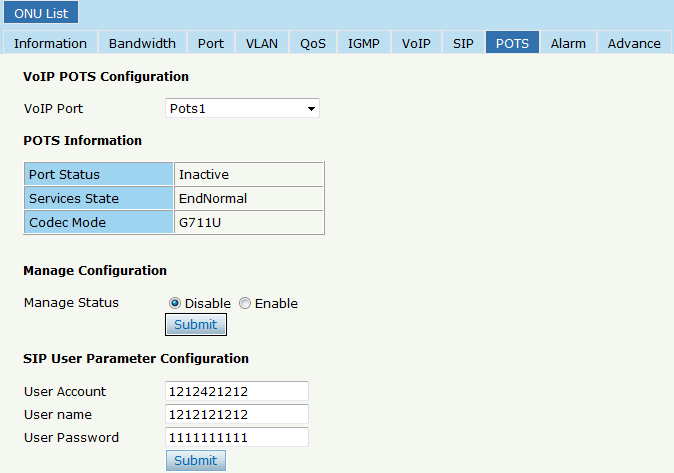 ONU List
Information Bandwidth Port VLAN QoS IGMP VoIP SIP POTS Alarm Advance
VoIP POTS Configuration
VoIP Port Pots1
POTS Information
Port Status Inactive
Services State EndNormal
Codec Mode G711U
Manage Configuration
Manage Status Disable Enable
Submit
SIP User Parameter Configuration
User Account 1212421212
User name 1212121212
User Password 1111111111
Submit